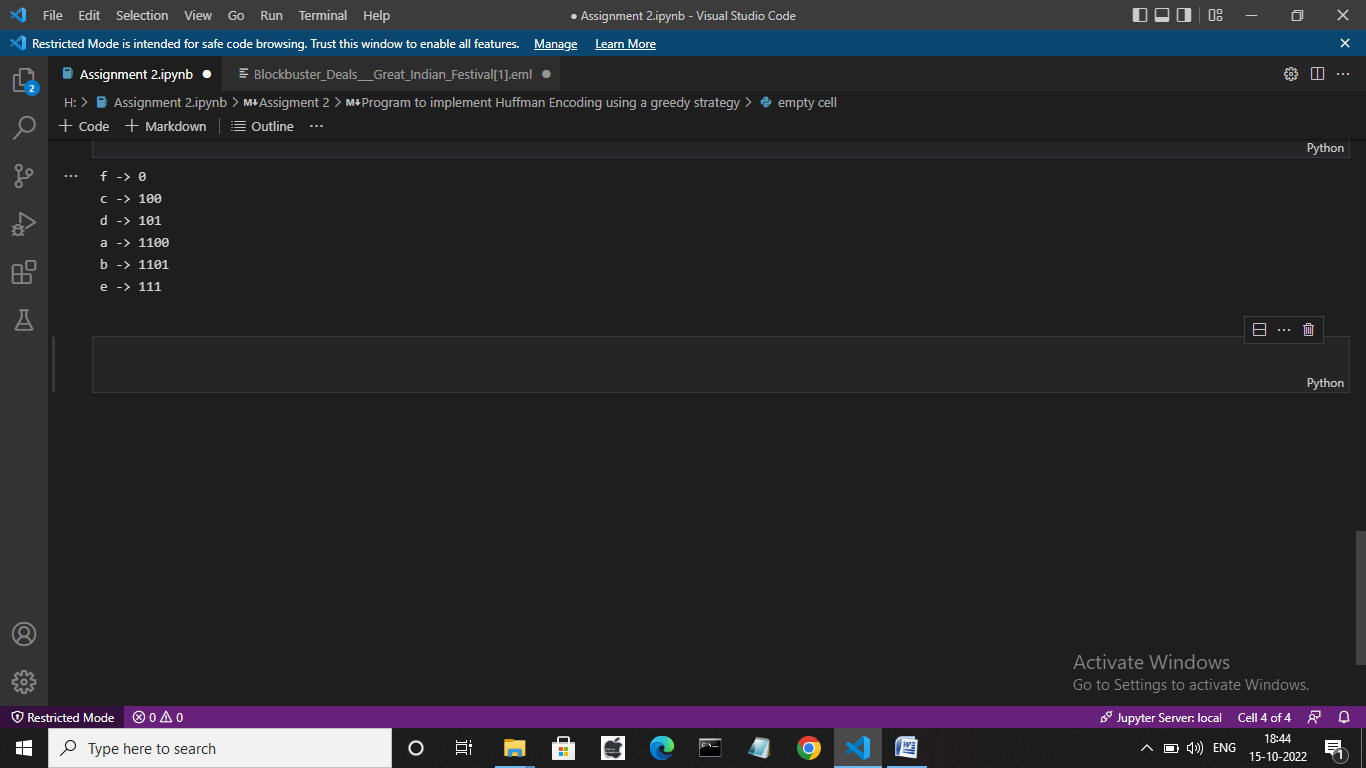 File Edit Selection View Go Run Terminal Help ● Assignment 2.ipynb - Visual Studio Code
Restricted Mode is intended for safe code browsing. Trust this window to enable all features. Manage Learn More
2
Assignment 2.ipynb ● Blockbuster_Deals__Great_Indian_Festival[1].eml ●
H: > Assignment 2.ipynb > M↓Assigment 2 > M↓Program to implement Huffman Encoding using a greedy strategy > empty cell
+ Code + Markdown Outline ...
Python
... f -> 0
c -> 100
d -> 101
a -> 1100
b -> 1101
e -> 111
...
Python
Activate Windows
Go to Settings to activate Windows.
Restricted Mode 0 0 Jupyter Server: local Cell 4 of 4
Type here to search ENG 18:44
15-10-2022 1